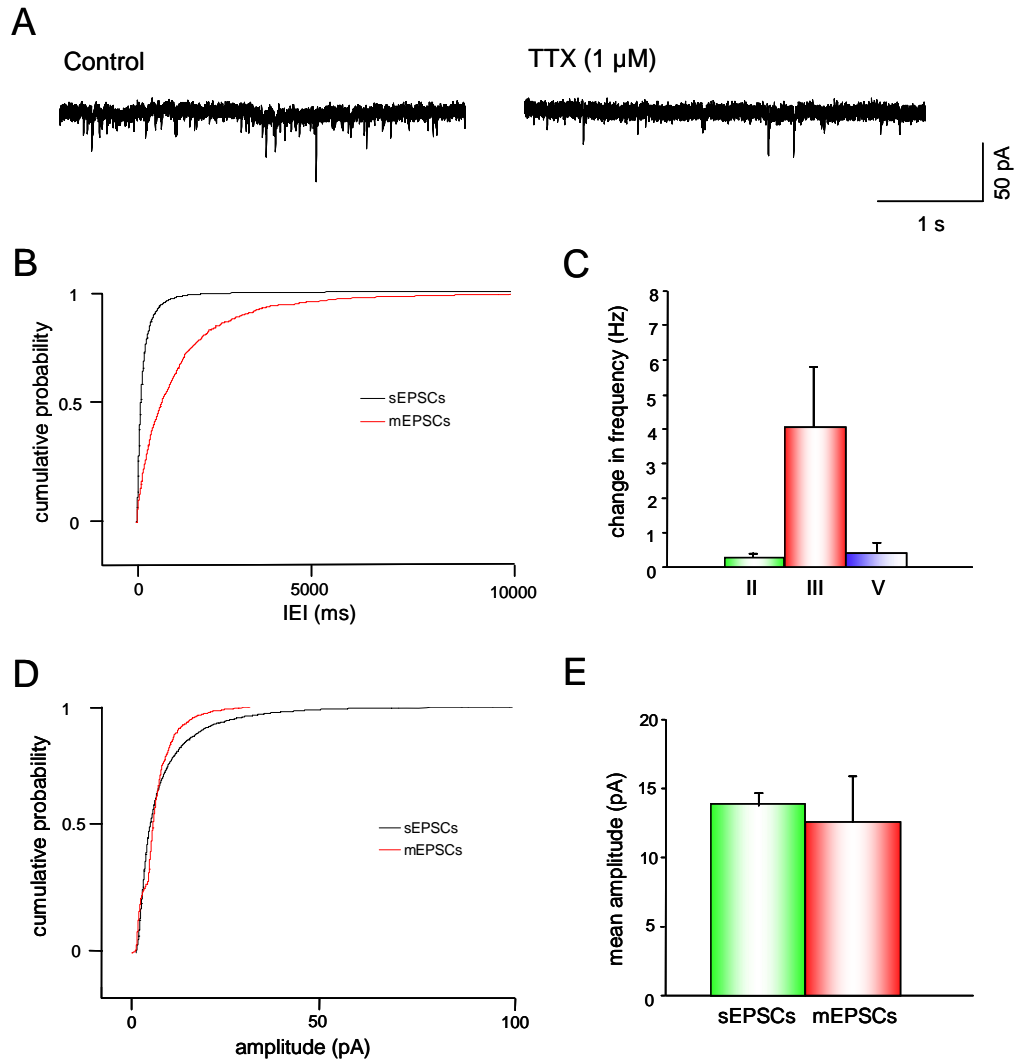 A
Control
TTX (1 µM)
50 pA
1 s
B
cumulative probability
1
0.5
0
sEPSCs
mEPSCs
0
5000
10000
IEI (ms)
C
change in frequency (Hz)
8
7
6
5
4
3
2
1
0
II
III
V
D
cumulative probability
1
0.5
0
sEPSCs
mEPSCs
0
50
100
amplitude (pA)
E
mean amplitude (pA)
20
15
10
5
0
sEPSCs
mEPSCs